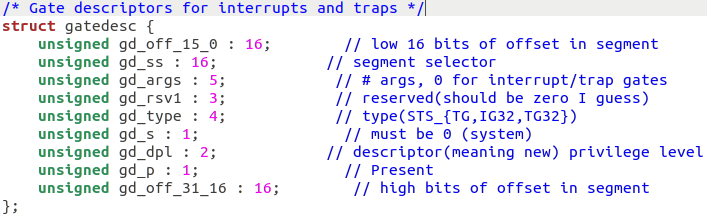 /* Gate descriptors for interrupts and traps */
struct gatedesc {
    unsigned gd_off_15_0 : 16;        // low 16 bits of offset in segment
    unsigned gd_ss : 16;            // segment selector
    unsigned gd_args : 5;            // # args, 0 for interrupt/trap gates
    unsigned gd_rsv1 : 3;            // reserved(should be zero I guess)
    unsigned gd_type : 4;            // type(STS_{TG,IG32,TG32})
    unsigned gd_s : 1;                // must be 0 (system)
    unsigned gd_dpl : 2;            // descriptor(meaning new) privilege level
    unsigned gd_p : 1;                // Present
    unsigned gd_off_31_16 : 16;        // high bits of offset in segment
};